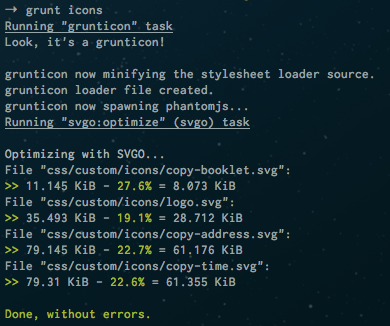 → grunt icons
Running "grunticon" task
Look, it's a grunticon!
grunticon now minifying the stylesheet loader source.
grunticon loader file created.
grunticon now spawning phantomjs...
Running "svgo:optimize" (svgo) task
Optimizing with SVGO...
File "css/custom/icons/copy-booklet.svg":
>> 11.145 KiB - 27.6% = 8.073 KiB
File "css/custom/icons/logo.svg":
>> 35.493 KiB - 19.1% = 28.712 KiB
File "css/custom/icons/copy-address.svg":
>> 79.145 KiB - 22.7% = 61.176 KiB
File "css/custom/icons/copy-time.svg":
>> 79.31 KiB - 22.6% = 61.355 KiB
Done, without errors.